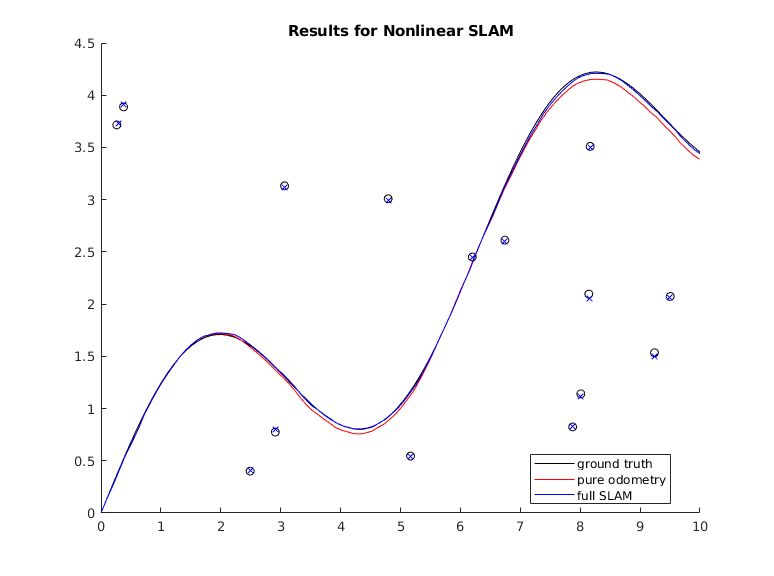 Results for Nonlinear SLAM
4.5
4
3.5
3
2.5
2
1.5
1
0.5
0
0 1 2 3 4 5 6 7 8 9 10
ground truth
pure odometry
full SLAM